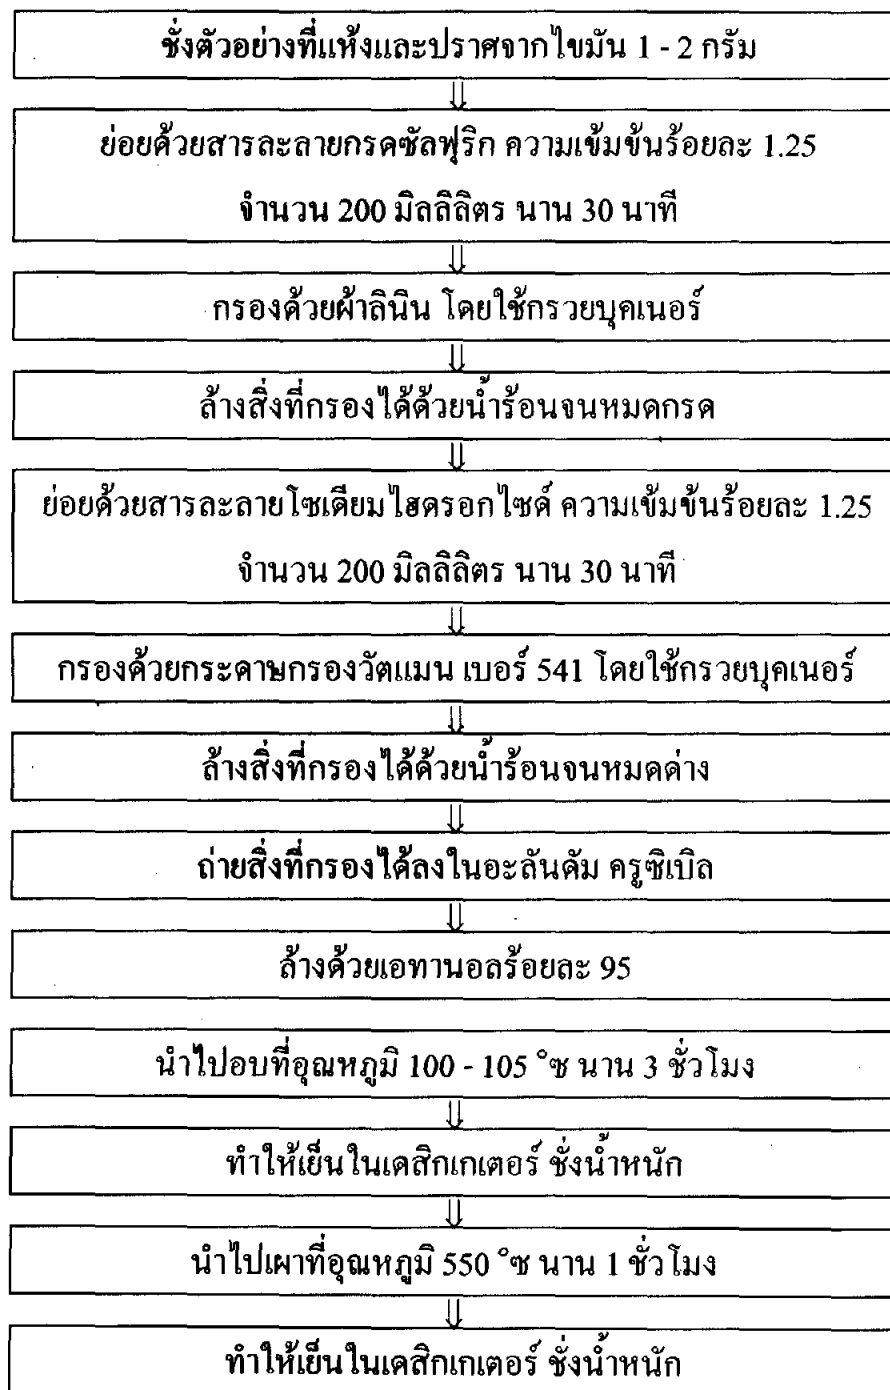 ชั่งตัวอย่างที่แห้งและปราศจากไขมัน 1 - 2 กรัม
ย่อยด้วยสารละลายกรดซัลฟุริก ความเข้มข้นร้อยละ 1.25
จำนวน 200 มิลลิลิตร นาน 30 นาที
กรองด้วยผ้าลินิน โดยใช้กรวยบุคเนอร์
ล้างสิ่งที่กรองได้ด้วยน้ำร้อนจนหมดกรด
ย่อยด้วยสารละลายโซเดียมไฮดรอกไซด์ ความเข้มข้นร้อยละ 1.25
จำนวน 200 มิลลิลิตร นาน 30 นาที
กรองด้วยกระดาษกรองวัตแมน เบอร์ 541 โดยใช้กรวยบุคเนอร์
ล้างสิ่งที่กรองได้ด้วยน้ำร้อนจนหมดด่าง
ถ่ายสิ่งที่กรองได้ลงในอะลันดัม ครูซิเบิล
ล้างด้วยเอทานอลร้อยละ 95
นำไปอบที่อุณหภูมิ 100 - 105 °ซ นาน 3 ชั่วโมง
ทำให้เย็นในเดสิกเกเตอร์ ชั่งน้ำหนัก
นำไปเผาที่อุณหภูมิ 550 °ซ นาน 1 ชั่วโมง
ทำให้เย็นในเดสิกเกเตอร์ ชั่งน้ำหนัก